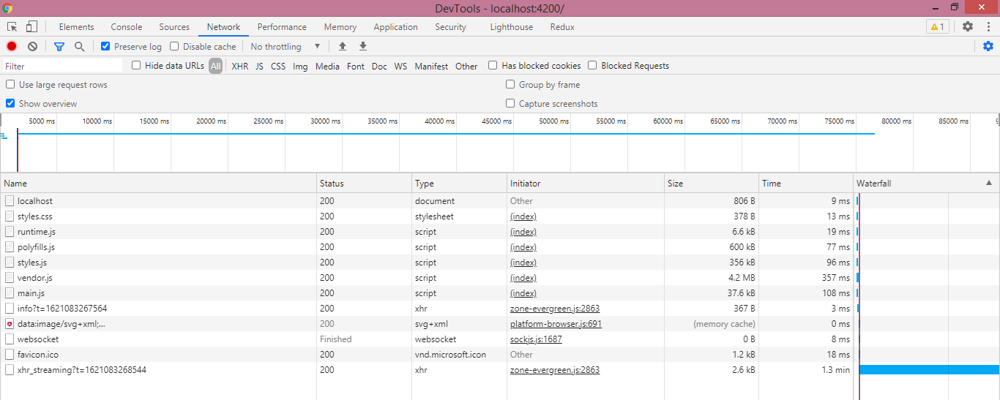 DevTools - localhost:4200/
Elements Console Sources Network Performance Memory Application Security Lighthouse Redux 1
Preserve log Disable cache No throttling
Filter Hide data URLs All XHR JS CSS Img Media Font Doc WS Manifest Other Has blocked cookies Blocked Requests
Use large request rows Group by frame
Show overview Capture screenshots
5000 ms 10000 ms 15000 ms 20000 ms 25000 ms 30000 ms 35000 ms 40000 ms 45000 ms 50000 ms 55000 ms 60000 ms 65000 ms 70000 ms 75000 ms 80000 ms 85000 ms
Name Status Type Initiator Size Time Waterfall
localhost 200 document Other 806 B 9 ms
styles.css 200 stylesheet (index) 378 B 13 ms
runtime.js 200 script (index) 6.6 kB 19 ms
polyfills.js 200 script (index) 600 kB 77 ms
styles.js 200 script (index) 356 kB 96 ms
vendor.js 200 script (index) 4.2 MB 357 ms
main.js 200 script (index) 37.6 kB 108 ms
info?t=1621083267564 200 xhr zone-evergreen.js:2863 367 B 3 ms
data:image/svg+xml;... 200 svg+xml platform-browser.js:691 (memory cache) 0 ms
websocket Finished websocket sockjs.js:1687 0 B 8 ms
favicon.ico 200 vnd.microsoft.icon Other 1.2 kB 18 ms
xhr_streaming?t=1621083268544 200 xhr zone-evergreen.js:2863 2.6 kB 1.3 min